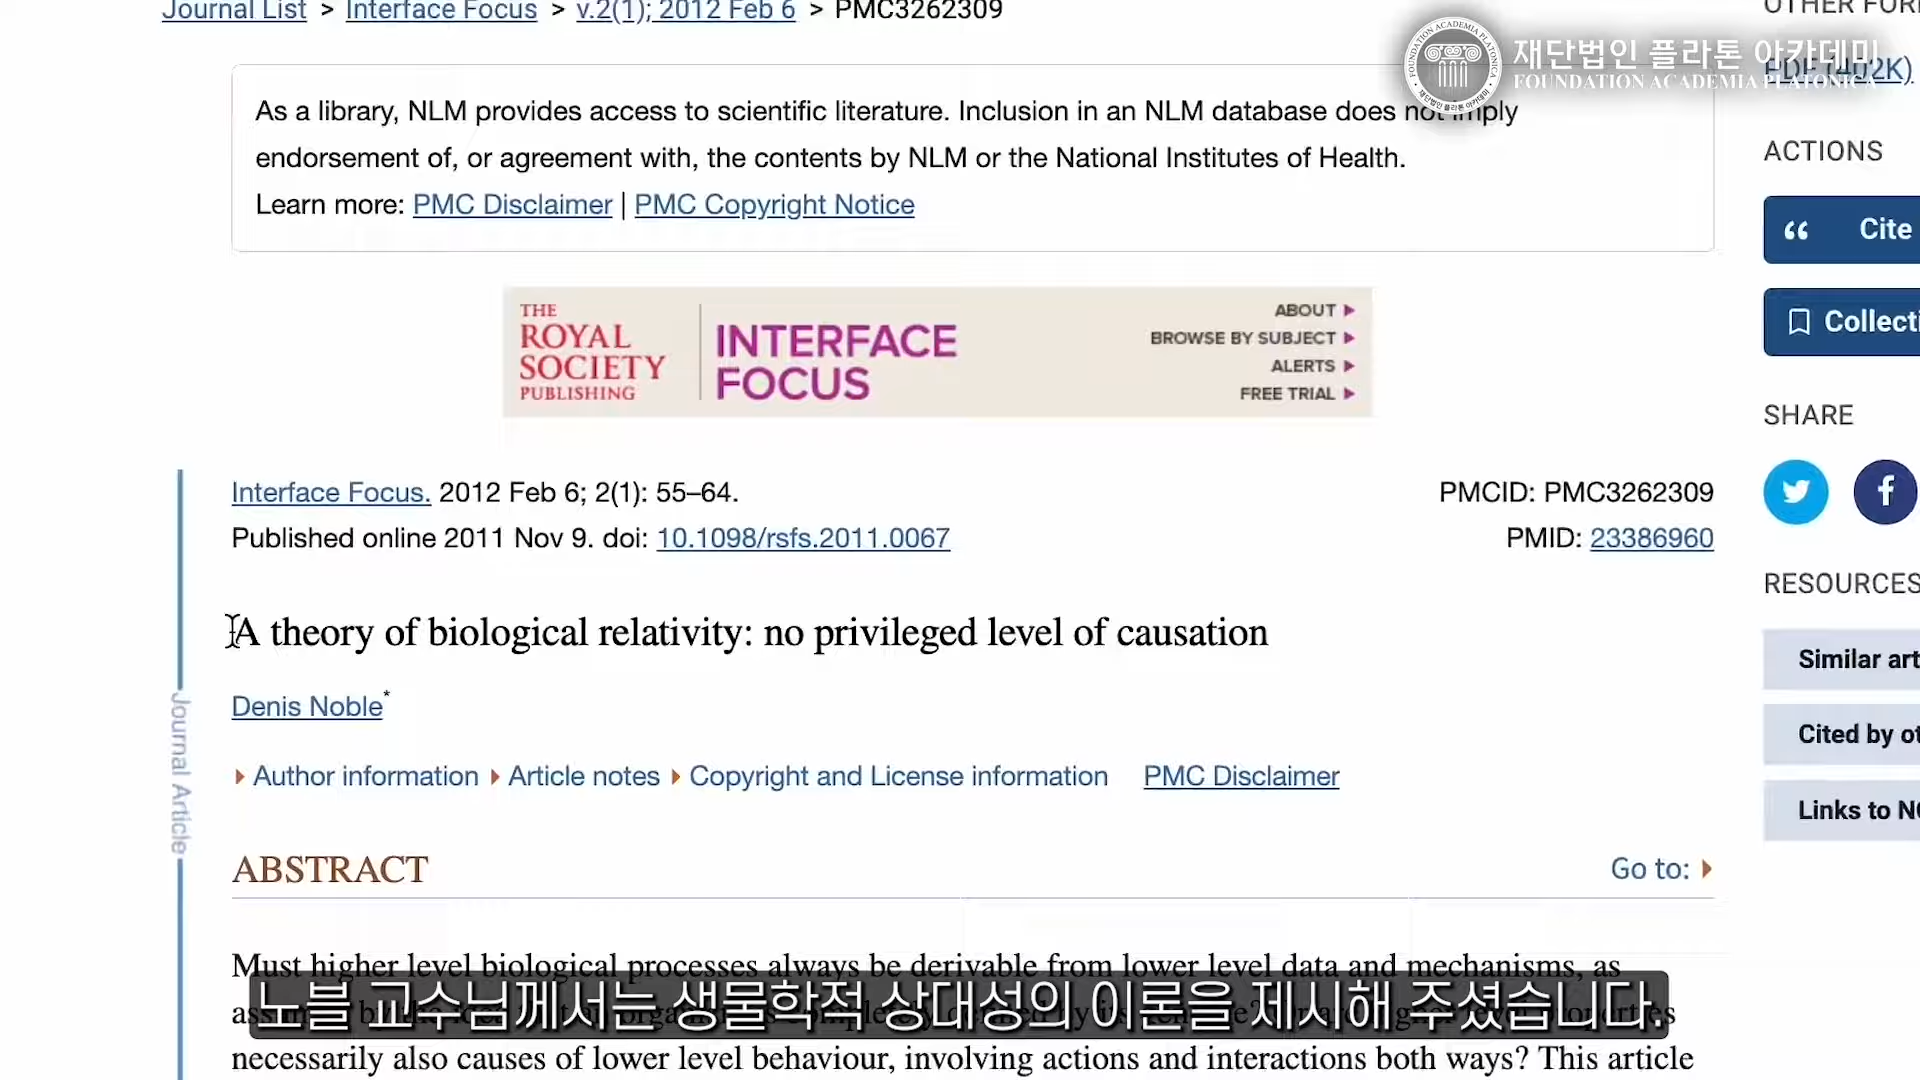 Journal List > Interface Focus > v.2(1); 2012 Feb 6 > PMC3262309
OTHER
재단법인 플라톤 아카데미
FOUNDATION ACADEMIA PLATONICA
PDF (402K)
As a library, NLM provides access to scientific literature. Inclusion in an NLM database does not imply
endorsement of, or agreement with, the contents by NLM or the National Institutes of Health.
Learn more: PMC Disclaimer | PMC Copyright Notice
ACTIONS
Cite
Collecti
THE
ROYAL
SOCIETY
PUBLISHING
INTERFACE
FOCUS
ABOUT
BROWSE BY SUBJECT
ALERTS
FREE TRIAL
SHARE
Interface Focus. 2012 Feb 6; 2(1): 55–64.
PMCID: PMC3262309
Published online 2011 Nov 9. doi: 10.1098/rsfs.2011.0067
PMID: 23386960
RESOURCES
Similar art
Cited by ot
Links to NC
A theory of biological relativity: no privileged level of causation
Denis Noble*
Author information Article notes Copyright and License information PMC Disclaimer
Journal Article
ABSTRACT
Go to:
Must higher level biological processes always be derivable from lower level data and mechanisms, as
노블 교수님께서는 생물학적 상대성의 이론을 제시해 주셨습니다.
necessarily also causes of lower level behaviour, involving actions and interactions both ways? This article